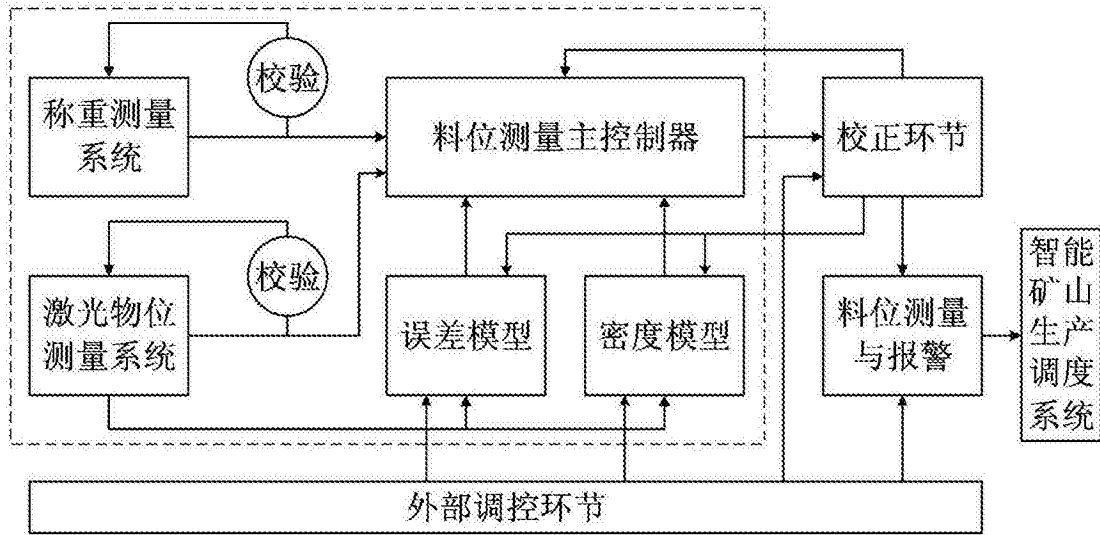 校验
称重测量
系统
料位测量主控制器
校正环节
校验
激光物位
测量系统
误差模型
密度模型
料位测量
与报警
智能
矿山
生产
调度
系统
外部调控环节